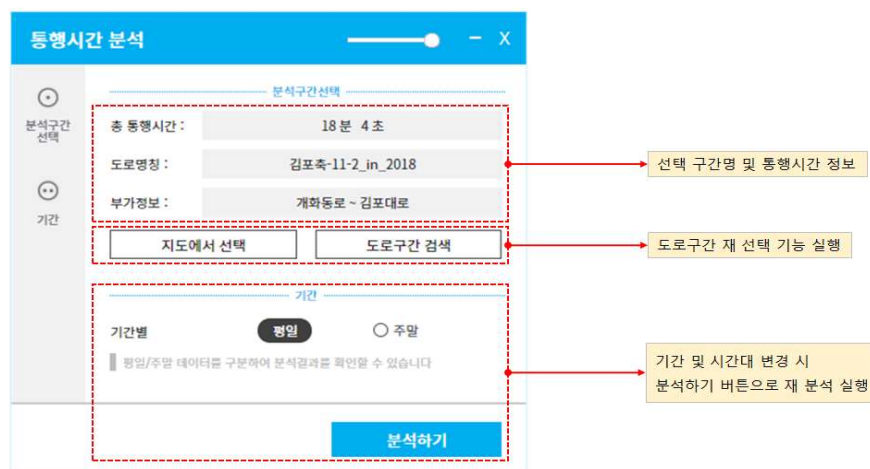 통행시간 분석
X
분석구간선택
분석구간
선택
총 통행시간 :
18 분 4 초
도로명칭 :
김포축-11-2_in_2018
선택 구간명 및 통행시간 정보
부가정보 :
개화동로 ~ 김포대로
기간
지도에서 선택
도로구간 검색
도로구간 재 선택 기능 실행
기간
기간별
평일
주말
평일/주말 데이터를 구분하여 분석결과를 확인할 수 있습니다
기간 및 시간대 변경 시
분석하기 버튼으로 재 분석 실행
분석하기